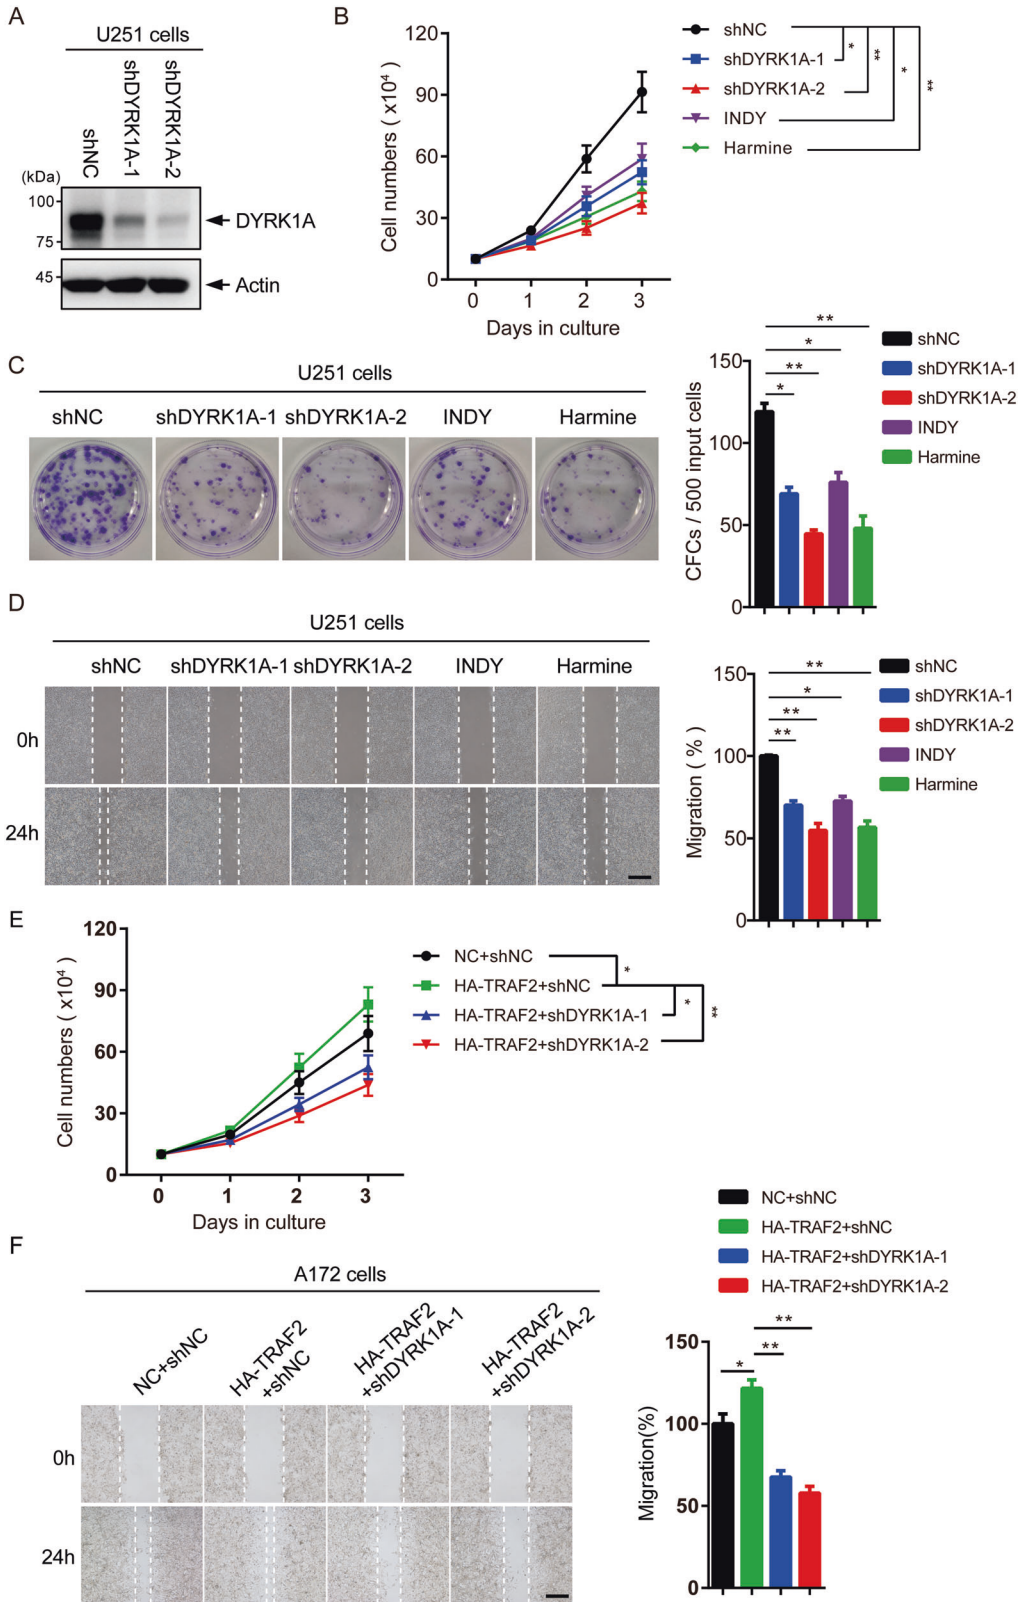 A
U251 cells
shNC
shDYRK1A-1
shDYRK1A-2
(kDa)
100
75
45
DYRK1A
Actin
B
Cell numbers ( x10⁴)
120
90
60
30
0
0 1 2 3
Days in culture
shNC
shDYRK1A-1
shDYRK1A-2
INDY
Harmine
*
**
*
**
C
U251 cells
shNC shDYRK1A-1 shDYRK1A-2 INDY Harmine
CFCs / 500 input cells
150
100
50
0
**
*
**
*
shNC
shDYRK1A-1
shDYRK1A-2
INDY
Harmine
D
U251 cells
shNC shDYRK1A-1 shDYRK1A-2 INDY Harmine
0h
24h
Migration ( % )
150
100
50
0
**
*
**
**
shNC
shDYRK1A-1
shDYRK1A-2
INDY
Harmine
E
Cell numbers ( x10⁴)
120
90
60
30
0
0 1 2 3
Days in culture
NC+shNC
HA-TRAF2+shNC
HA-TRAF2+shDYRK1A-1
HA-TRAF2+shDYRK1A-2
*
*
**
F
A172 cells
NC+shNC
HA-TRAF2
+shNC
HA-TRAF2
+shDYRK1A-1
HA-TRAF2
+shDYRK1A-2
0h
24h
NC+shNC
HA-TRAF2+shNC
HA-TRAF2+shDYRK1A-1
HA-TRAF2+shDYRK1A-2
Migration(%)
150
100
50
0
**
**
*